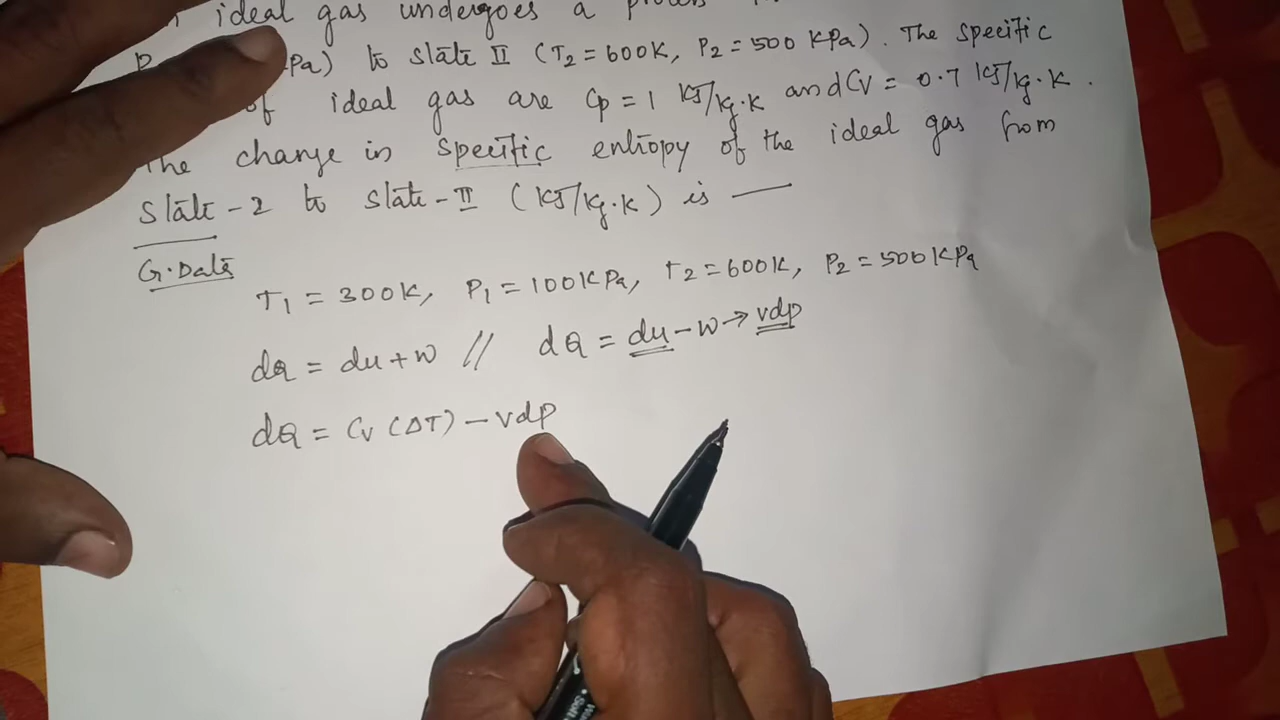 ideal gas undergoes a
Pa) to State II (T2 = 600K, P2 = 500 KPa). The Specific
of ideal gas are Cp = 1 KJ/Kg.K and Cv = 0.7 KJ/Kg.K.
The change in specific entropy of the ideal gas from
State - 2 to State - II (KJ/Kg.K) is —
G. Data
T1 = 300K, P1 = 100KPa, T2 = 600K, P2 = 500KPa
dQ = du + w // dQ = du - w → vdp
dQ = Cv (ΔT) - vdp